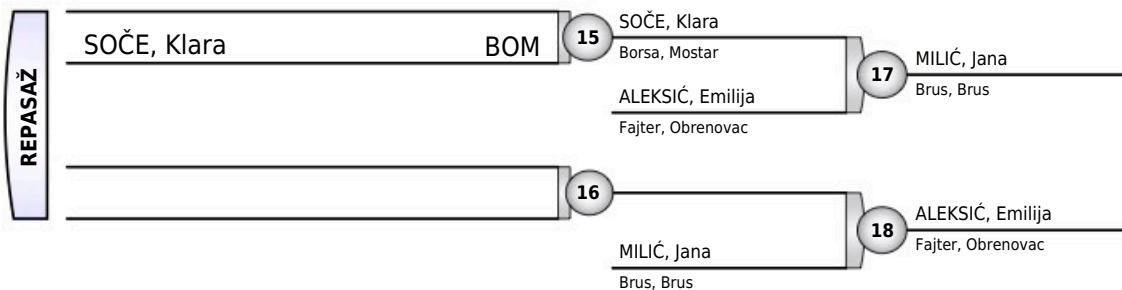 REPASAŽ
SOČE, Klara BOM
15
SOČE, Klara
Borsa, Mostar
ALEKSIĆ, Emilija
Fajter, Obrenovac
17
MILIĆ, Jana
Brus, Brus
16
MILIĆ, Jana
Brus, Brus
18
ALEKSIĆ, Emilija
Fajter, Obrenovac